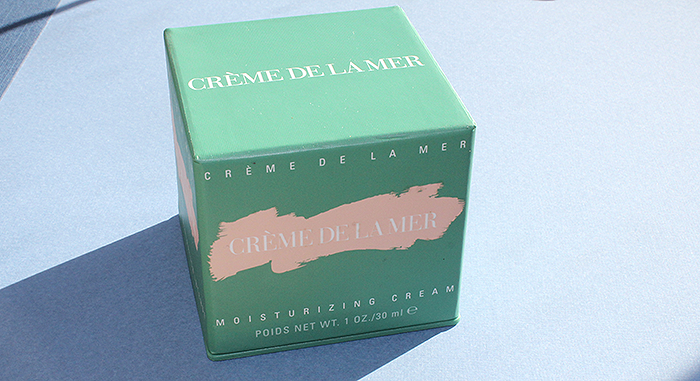 CRÈME DE LA MER
CRÈME DE LA MER
CRÈME DE LA MER
MOISTURIZING CREAM
POIDS NET WT. 1 OZ./30 ml ℮